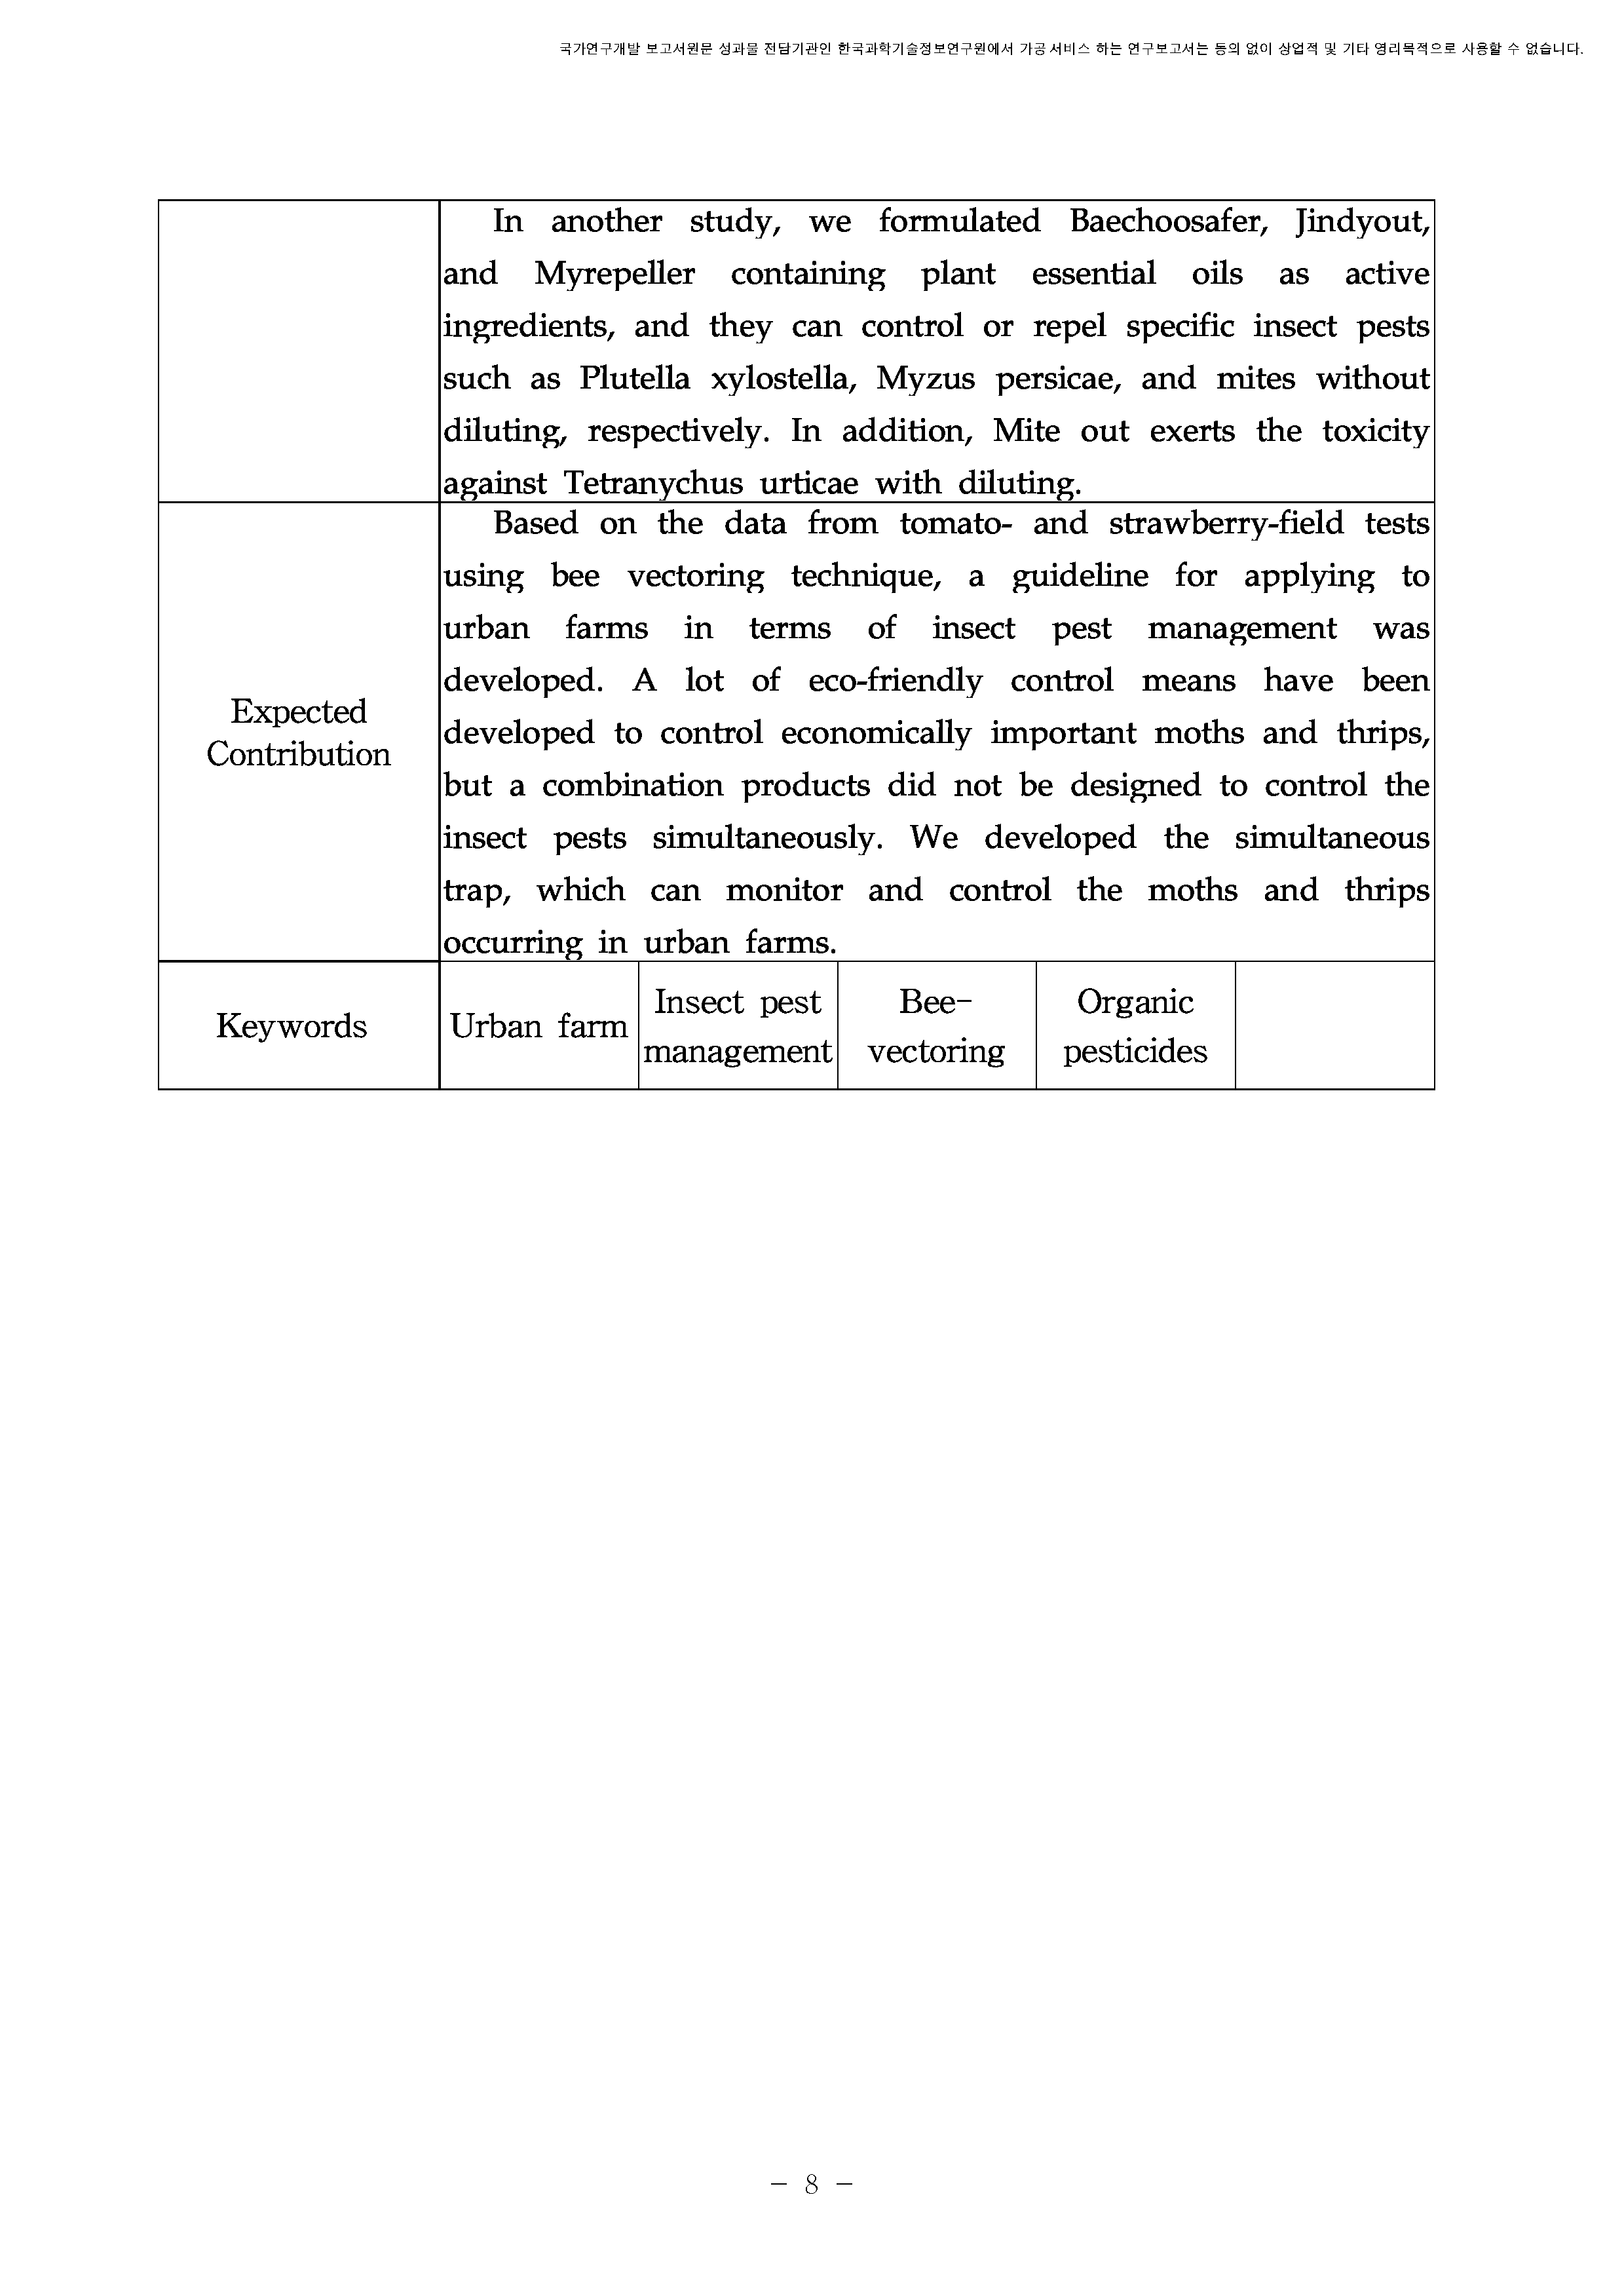 국가연구개발 보고서원문 성과물 전담기관인 한국과학기술정보연구원에서 가공·서비스 하는 연구보고서는 동의 없이 상업적 및 기타 영리목적으로 사용할 수 없습니다.
In another study, we formulated Baechoosafer, Jindyout,
and Myrepeller containing plant essential oils as active
ingredients, and they can control or repel specific insect pests
such as Plutella xylostella, Myzus persicae, and mites without
diluting, respectively. In addition, Mite out exerts the toxicity
against Tetranychus urticae with diluting.
Expected
Contribution
Based on the data from tomato- and strawberry-field tests
using bee vectoring technique, a guideline for applying to
urban farms in terms of insect pest management was
developed. A lot of eco-friendly control means have been
developed to control economically important moths and thrips,
but a combination products did not be designed to control the
insect pests simultaneously. We developed the simultaneous
trap, which can monitor and control the moths and thrips
occurring in urban farms.
Keywords
Urban farm
Insect pest
management
Bee-
vectoring
Organic
pesticides
- 8 -